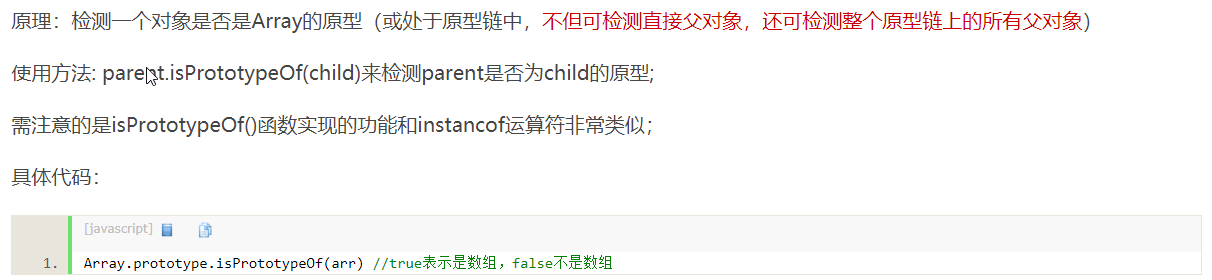 原理：检测一个对象是否是Array的原型（或处于原型链中，不但可检测直接父对象，还可检测整个原型链上的所有父对象）
使用方法: parent.isPrototypeOf(child)来检测parent是否为child的原型;
需注意的是isPrototypeOf()函数实现的功能和instancof运算符非常类似；
具体代码：
[javascript]
1. Array.prototype.isPrototypeOf(arr) //true表示是数组，false不是数组